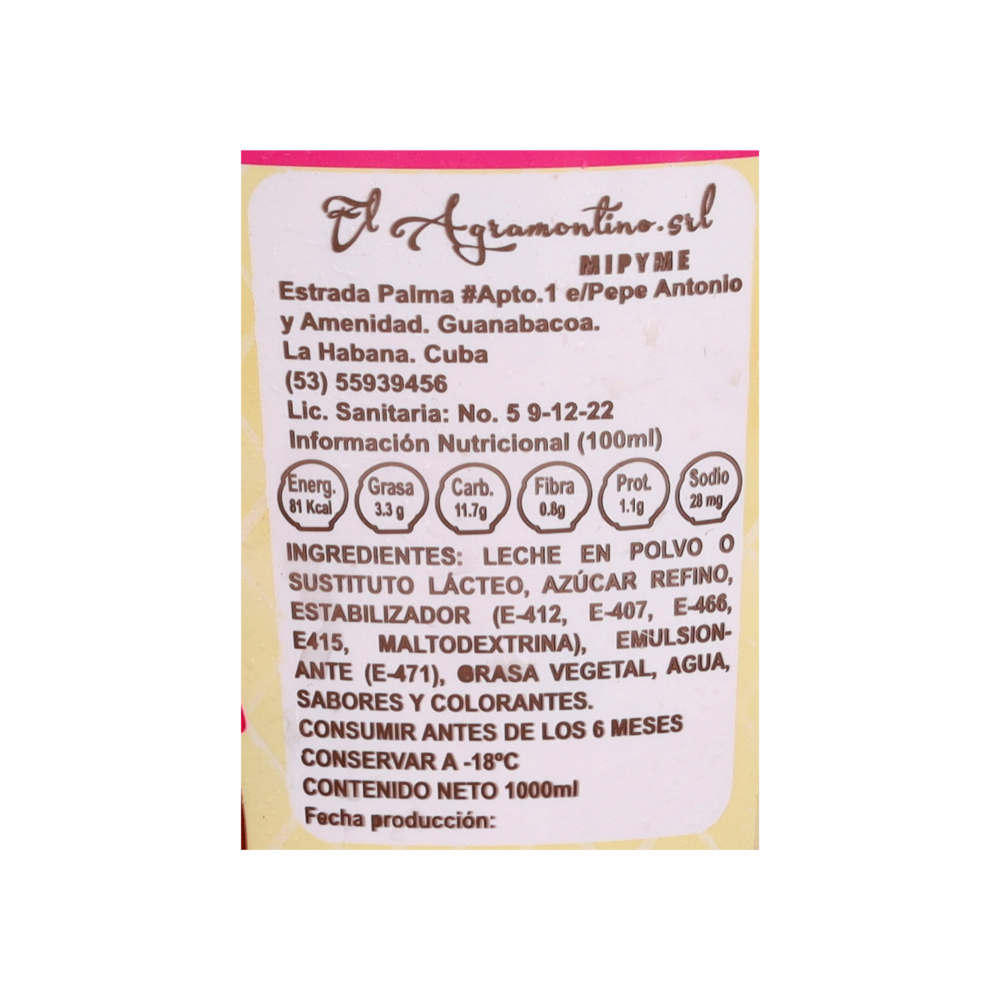 El Agramontino.srl
MIPYME
Estrada Palma #Apto.1 e/Pepe Antonio
y Amenidad. Guanabacoa.
La Habana. Cuba
(53) 55939456
Lic. Sanitaria: No. 5 9-12-22
Información Nutricional (100ml)
Energ. Grasa Carb. Fibra Prot. Sodio
81 Kcal 3.3 g 11.7g 0.8g 1.1g 28 mg
INGREDIENTES: LECHE EN POLVO O
SUSTITUTO LÁCTEO, AZÚCAR REFINO,
ESTABILIZADOR (E-412, E-407, E-466,
E415, MALTODEXTRINA), EMULSION-
ANTE (E-471), GRASA VEGETAL, AGUA,
SABORES Y COLORANTES.
CONSUMIR ANTES DE LOS 6 MESES
CONSERVAR A -18ºC
CONTENIDO NETO 1000ml
Fecha producción: